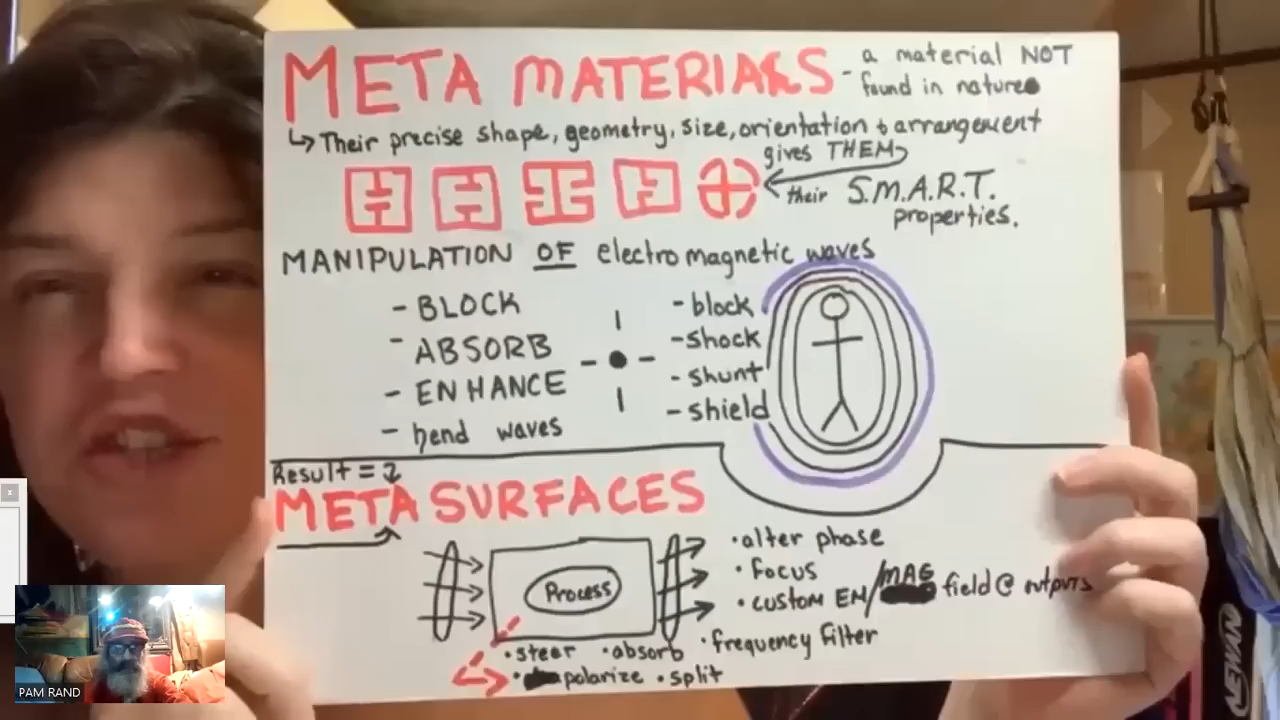 META MATERIALS - a material NOT
found in nature
↳ Their precise shape, geometry, size, orientation & arrangement
gives THEM
their S.M.A.R.T.
properties.
MANIPULATION OF electromagnetic waves
- BLOCK
- ABSORB
- ENHANCE
- bend waves
- block
- shock
- shunt
- shield
Result =
META SURFACES
Process
• alter phase
• Focus
• custom EM/MAG field @ outputs
• frequency filter
• steer • absorb
• polarize • split
PAM RAND
NEWAN
x